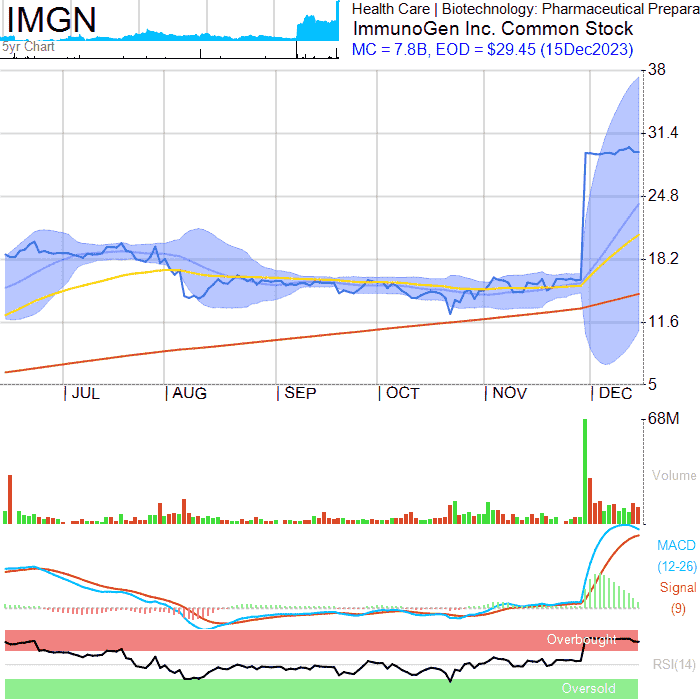 IMGN
5yr Chart
Health Care | Biotechnology: Pharmaceutical Prepara
ImmunoGen Inc. Common Stock
MC = 7.8B, EOD = $29.45 (15Dec2023)
38
31.4
24.8
18.2
11.6
5
JUL
AUG
SEP
OCT
NOV
DEC
68M
Volume
MACD
(12-26)
Signal
(9)
Overbought
RSI(14)
Oversold